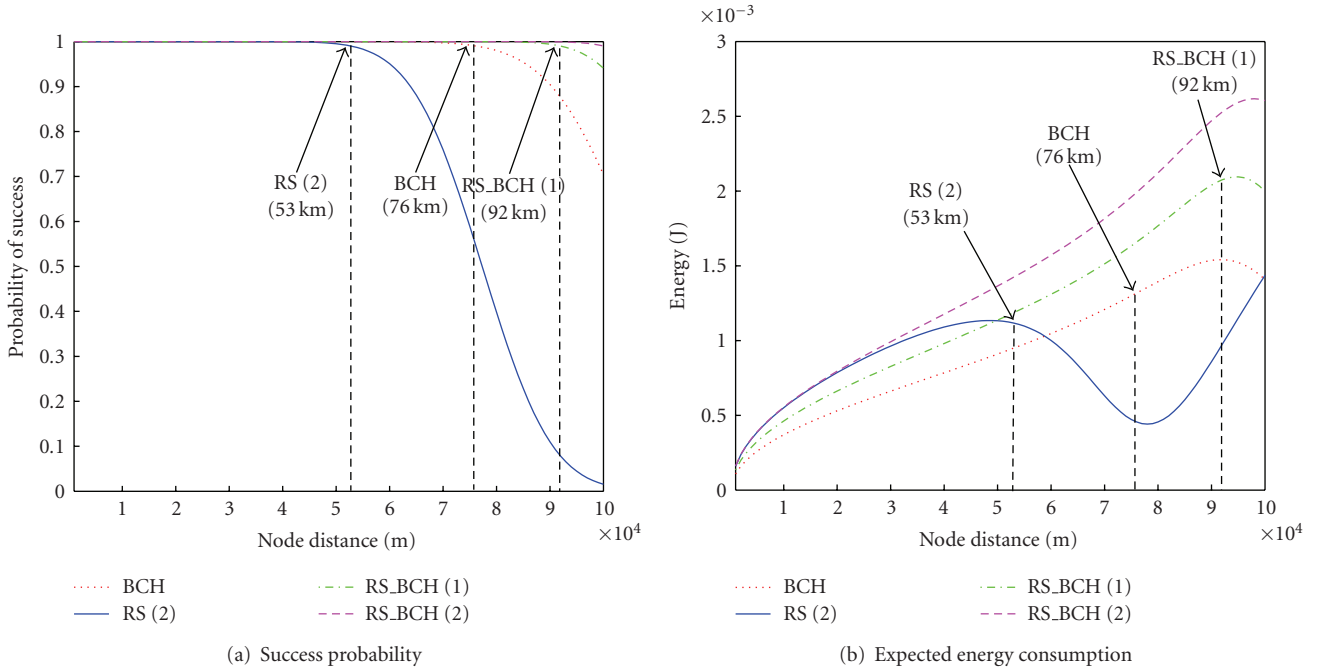 1
0.9
0.8
0.7
0.6
0.5
0.4
0.3
0.2
0.1
0
Probability of success
RS (2)
(53 km)
BCH
(76 km)
RS_BCH (1)
(92 km)
1 2 3 4 5 6 7 8 9 10
×10⁴
Node distance (m)
BCH
RS (2)
RS_BCH (1)
RS_BCH (2)
(a) Success probability
×10⁻³
3
2.5
2
1.5
1
0.5
0
Energy (J)
RS (2)
(53 km)
BCH
(76 km)
RS_BCH (1)
(92 km)
1 2 3 4 5 6 7 8 9 10
×10⁴
Node distance (m)
BCH
RS (2)
RS_BCH (1)
RS_BCH (2)
(b) Expected energy consumption